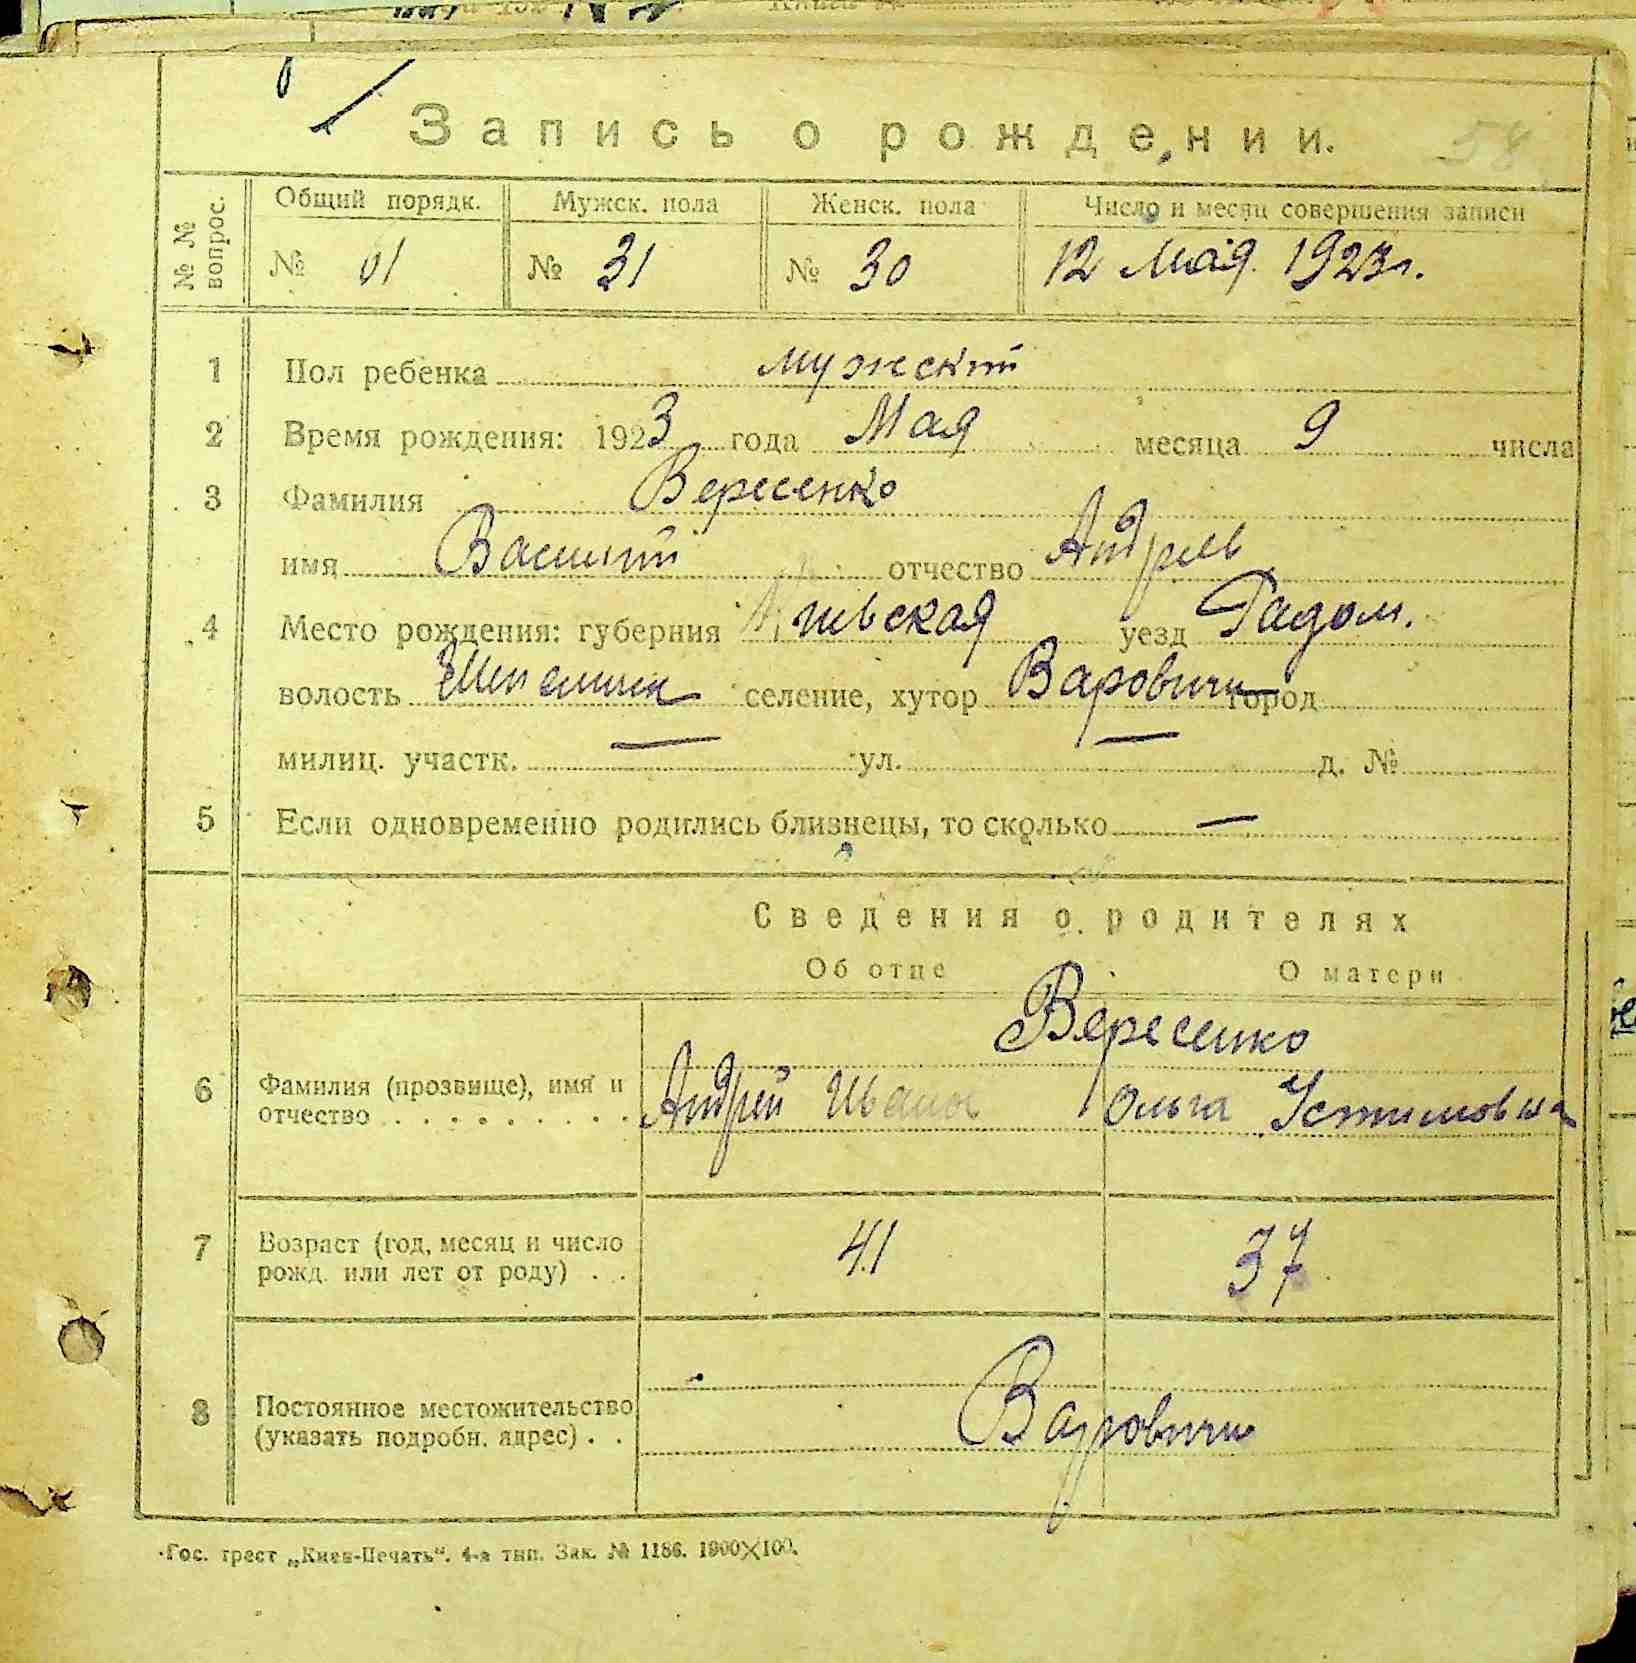 Запись о рождении.
58
№ № вопрос.
Общий порядк. Мужск. пола Женск. пола Число и месяц совершения записи
№ 61 № 31 № 30 12 Мая 1923 г.
1 Пол ребенка мужский
2 Время рождения: 1923 года Мая месяца 9 числа
3 Фамилия Вересенко
имя Василий отчество Андреев
4 Место рождения: губерния Киевская уезд Радом.
волость селение, хутор Варовичи город
милиц. участк. — ул. — д. №
5 Если одновременно родились близнецы, то сколько —
Сведения о родителях
Об отце О матери
Вересенко
6 Фамилия (прозвище), имя и отчество . . . . . . . . . Андрей Иванов Ольга Устимовна
7 Возраст (год, месяц и число рожд. или лет от роду) . . 41 37
8 Постоянное местожительство (указать подробн. адрес) . . Варовичи
Гос. трест „Киев-Печать“. 4-я тип. Зак. № 1186. 1900×100.